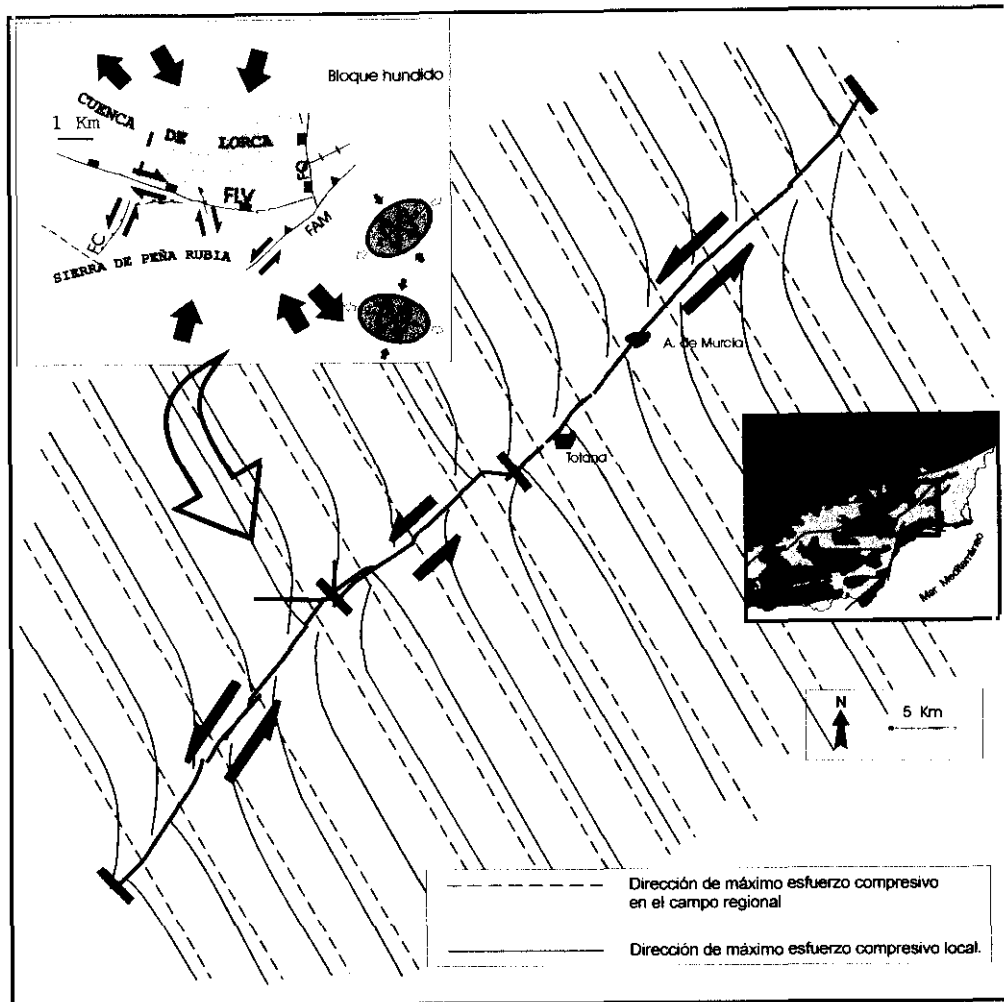 Bloque hundido
CUENCA DE LORCA
1 Km
FLV
FAM
FC
SIERRA DE PEÑA RUBIA
A. de Murcia
Totana
Mar Mediterráneo
N
5 Km
Dirección de máximo esfuerzo compresivo
en el campo regional
Dirección de máximo esfuerzo compresivo local.